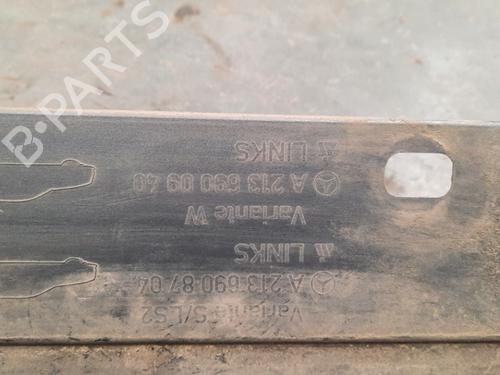 B-PARTS
Variante S/LS2
A 213 690 87 04
LINKS
Variante W
A 213 690 09 40
LINKS